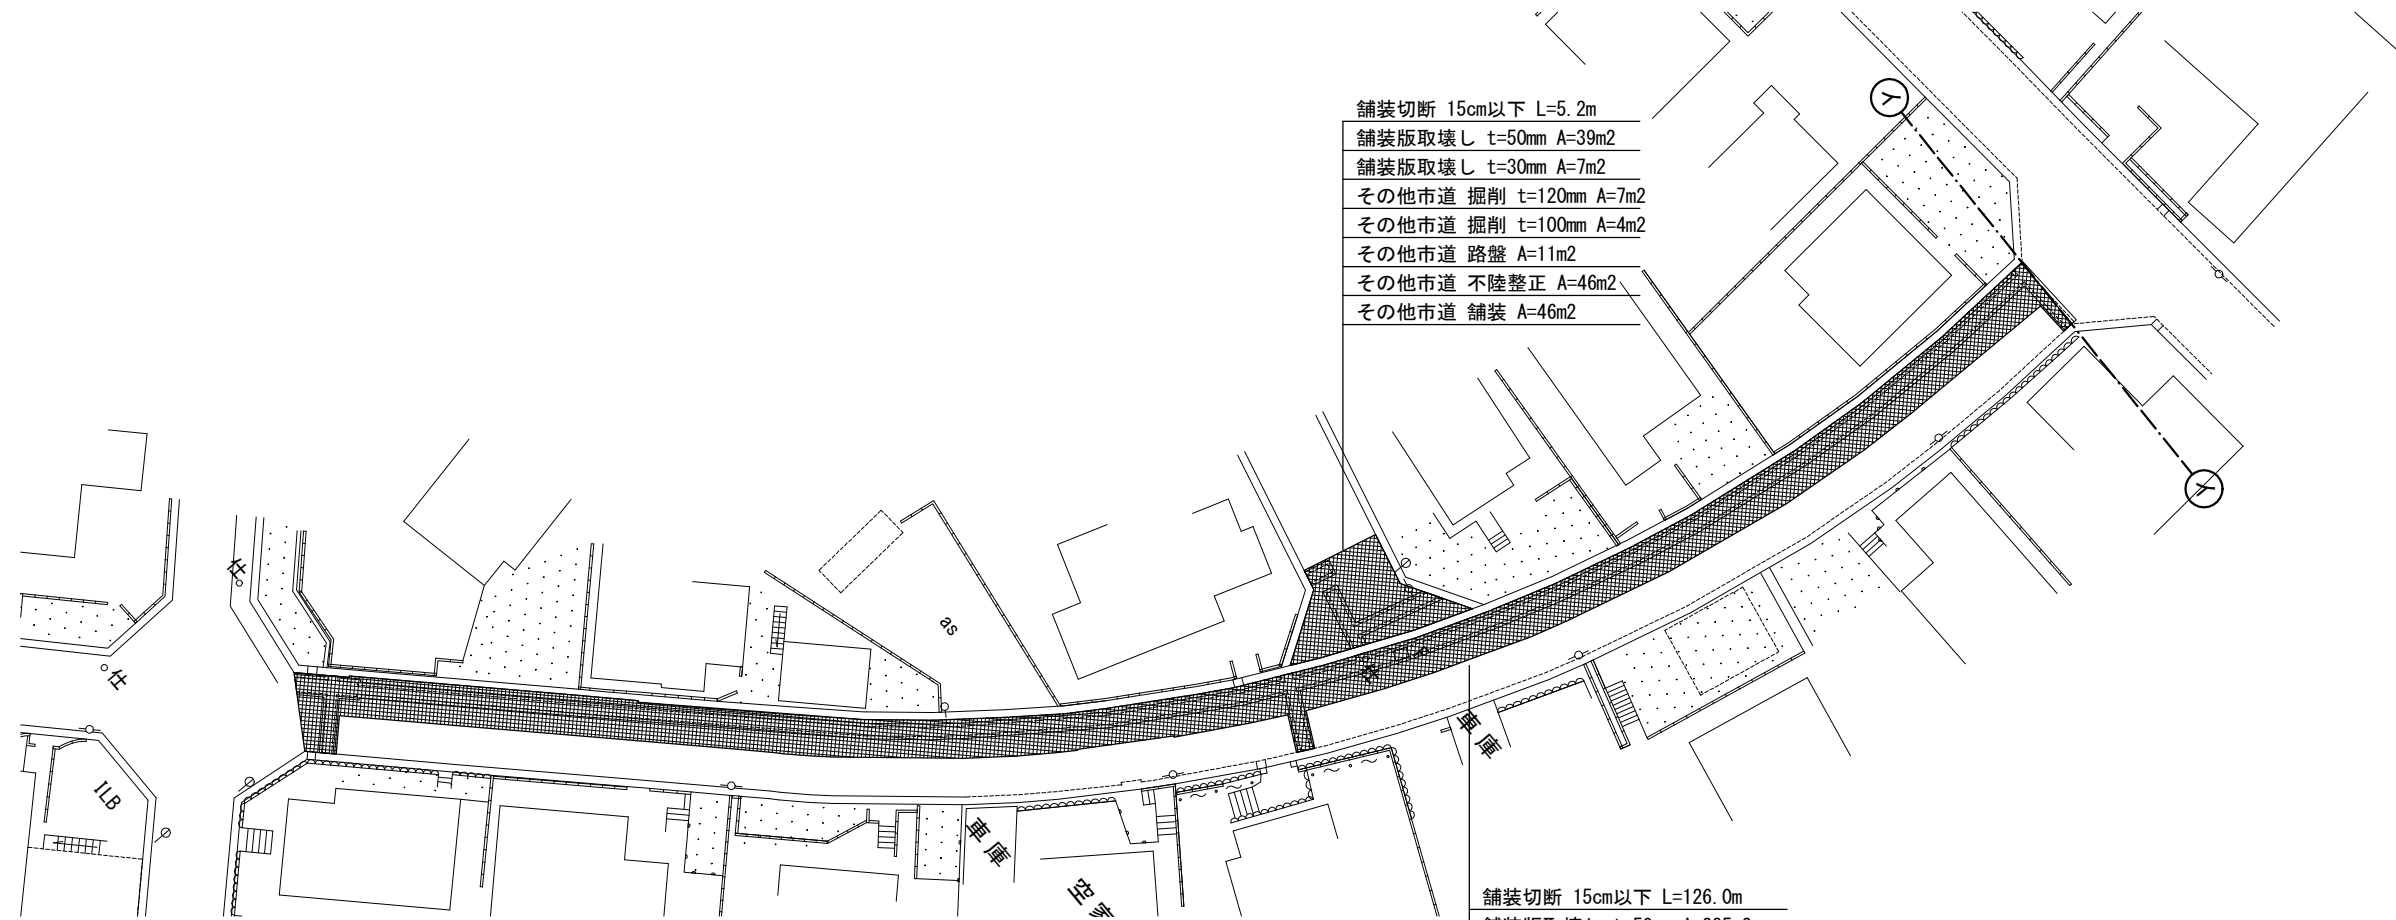 舗装切断 15cm以下 L=5.2m
舗装版取壊し t=50mm A=39m2
舗装版取壊し t=30mm A=7m2
その他市道 掘削 t=120mm A=7m2
その他市道 掘削 t=100mm A=4m2
その他市道 路盤 A=11m2
その他市道 不陸整正 A=46m2
その他市道 舗装 A=46m2
イ
イ
仕
仕
as
ILB
車庫
車庫
空家
舗装切断 15cm以下 L=126.0m